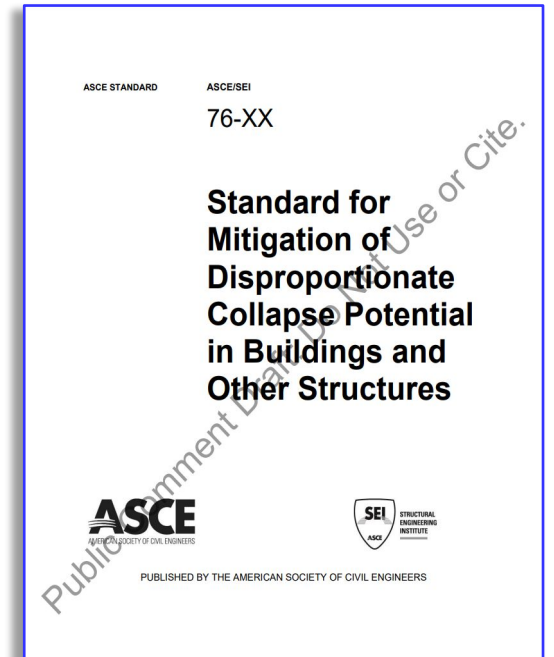 ASCE STANDARD
ASCE/SEI
76-XX
Standard for
Mitigation of
Disproportionate
Collapse Potential
in Buildings and
Other Structures
Public Comment Draft. Do Not Use or Cite.
ASCE
AMERICAN SOCIETY OF CIVIL ENGINEERS
SEI
ASCE
STRUCTURAL
ENGINEERING
INSTITUTE
PUBLISHED BY THE AMERICAN SOCIETY OF CIVIL ENGINEERS